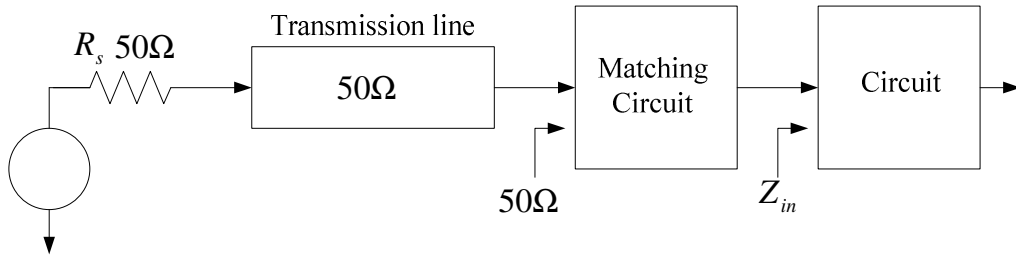 Transmission line
R_s 50Ω
50Ω
Matching
Circuit
Circuit
50Ω
Z_in